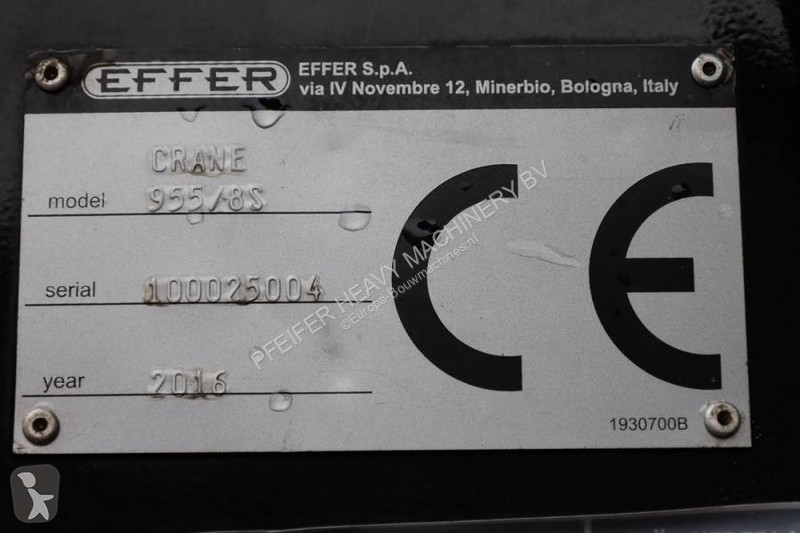 EFFER
EFFER S.p.A.
via IV Novembre 12, Minerbio, Bologna, Italy
CRANE
model 955/8S
serial 100025004
year 2016
CE
1930700B
PFEIFER HEAVY MACHINERY BV
©Europa-Bouwmachines.nl